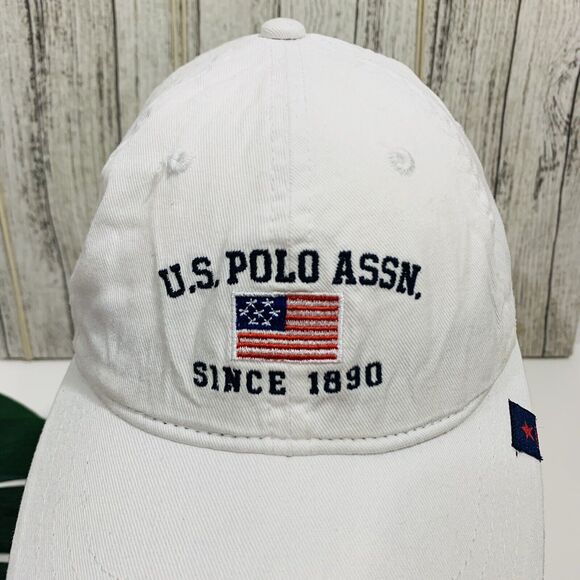 U.S. POLO ASSN.
SINCE 1890